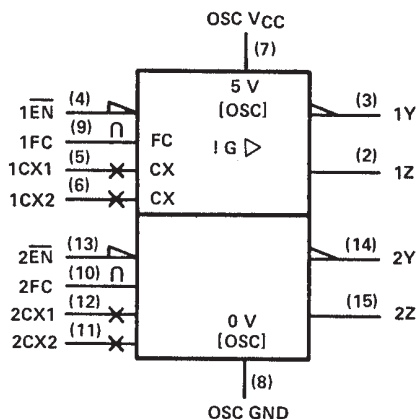 OSC VCC
(7)
5 V
[OSC]
1EN (4)
(3) 1Y
1FC (9) ∩ FC
! G ▷
1CX1 (5) CX
(2) 1Z
1CX2 (6) CX
2EN (13)
(14) 2Y
2FC (10) ∩
2CX1 (12)
(15) 2Z
2CX2 (11)
0 V
[OSC]
(8)
OSC GND